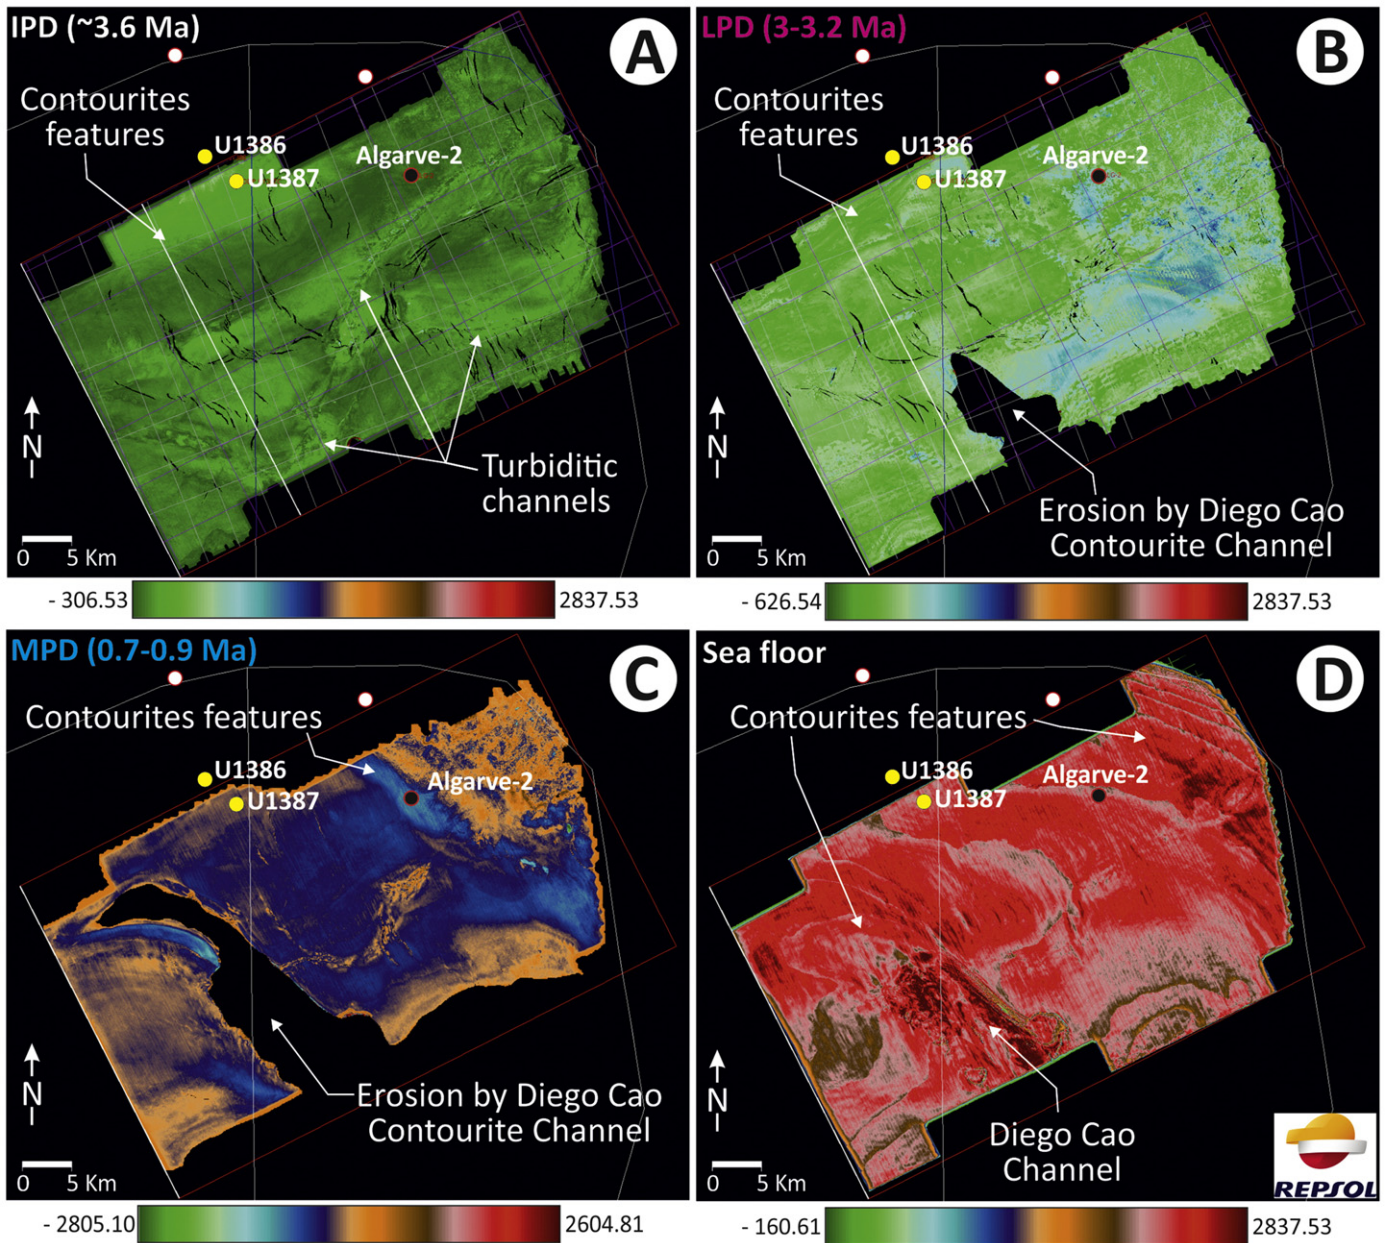 IPD (~3.6 Ma)
A
Contourites
features
U1386
U1387
Algarve-2
Turbiditic
channels
N
0 5 Km
- 306.53 2837.53
LPD (3-3.2 Ma)
B
Contourites
features
U1386
U1387
Algarve-2
Erosion by Diego Cao
Contourite Channel
N
0 5 Km
- 626.54 2837.53
MPD (0.7-0.9 Ma)
C
Contourites features
U1386
U1387
Algarve-2
Erosion by Diego Cao
Contourite Channel
N
0 5 Km
- 2805.10 2604.81
Sea floor
D
Contourites features
U1386
U1387
Algarve-2
Diego Cao
Channel
N
0 5 Km
REPSOL
- 160.61 2837.53